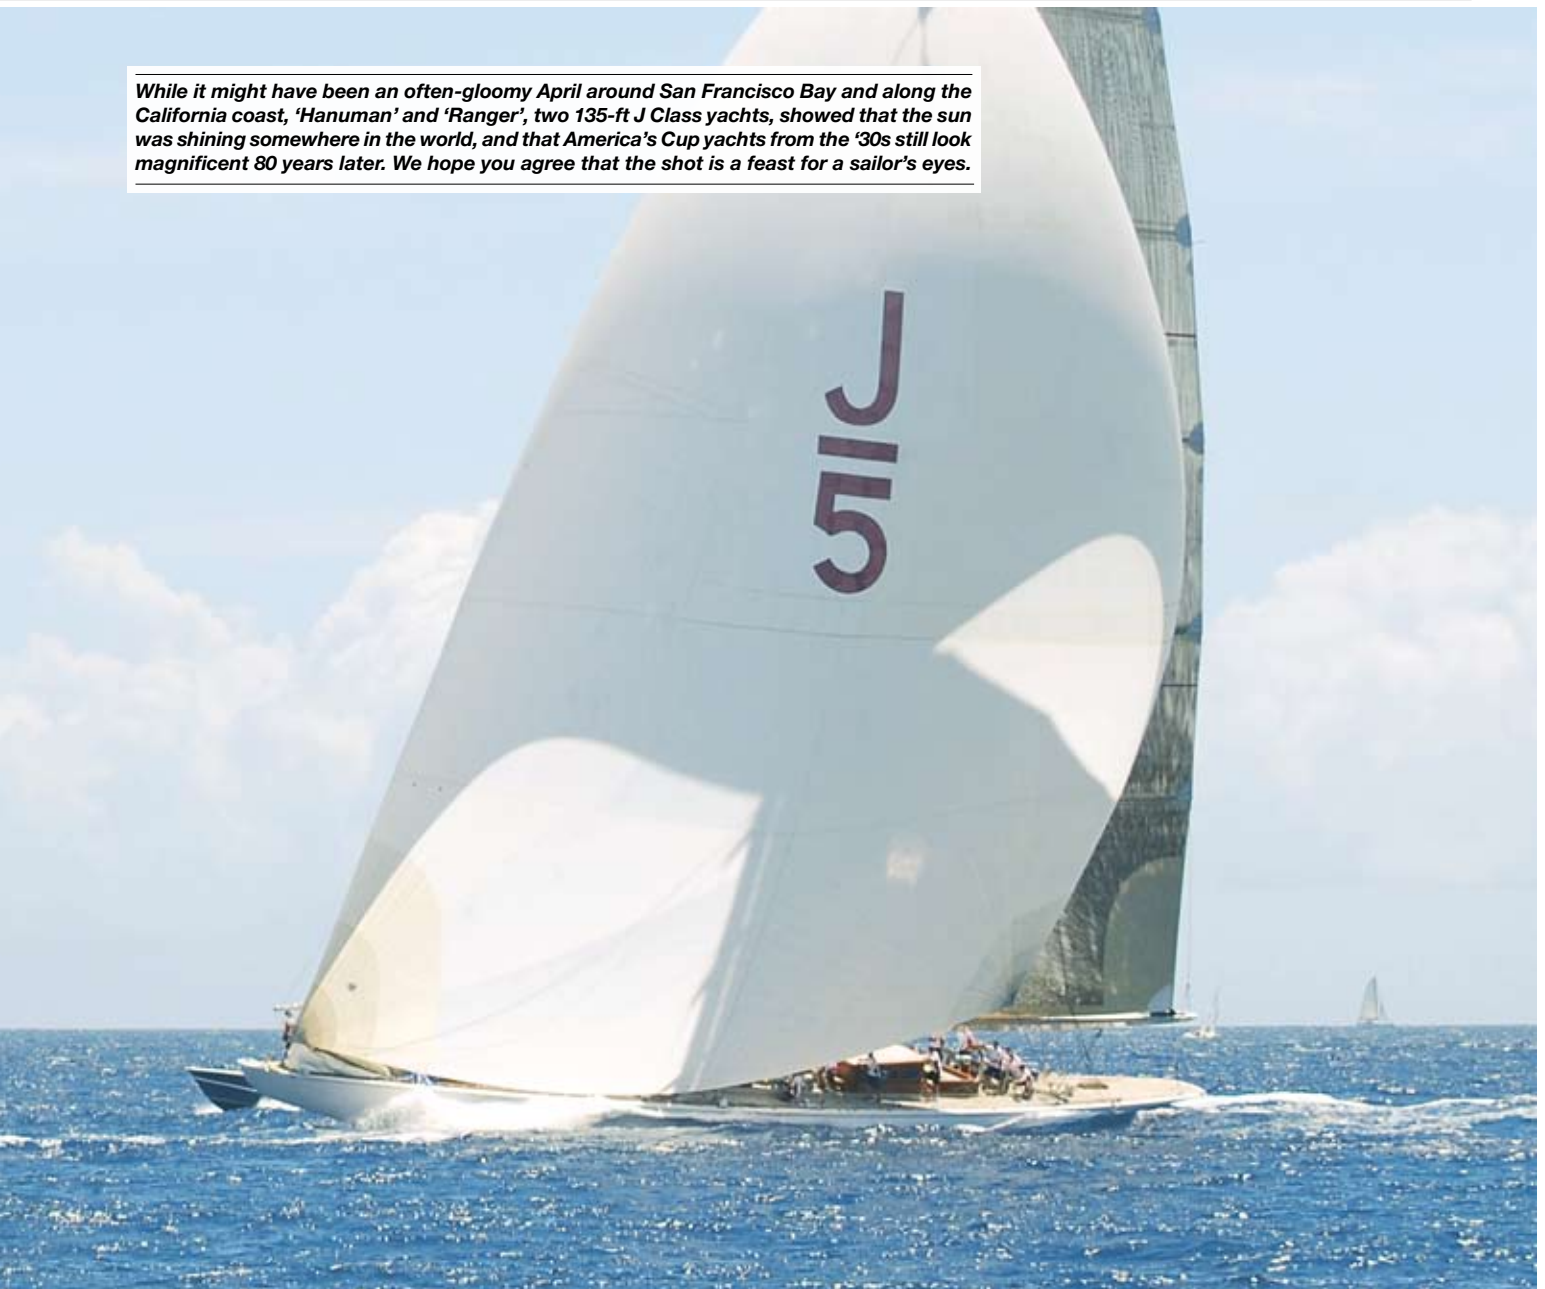 While it might have been an often-gloomy April around San Francisco Bay and along the
California coast, ‘Hanuman’ and ‘Ranger’, two 135-ft J Class yachts, showed that the sun
was shining somewhere in the world, and that America’s Cup yachts from the ‘30s still look
magnificent 80 years later. We hope you agree that the shot is a feast for a sailor’s eyes.
J
5